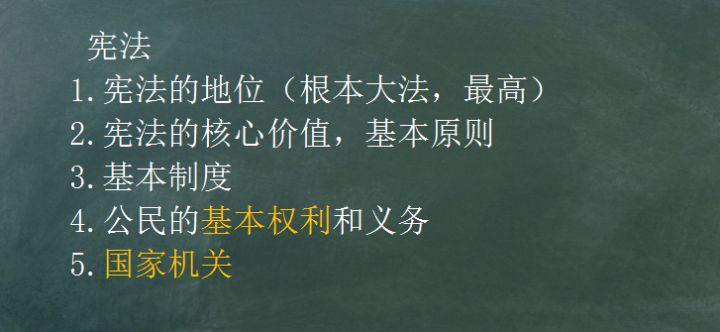 宪法
1.宪法的地位（根本大法，最高）
2.宪法的核心价值，基本原则
3.基本制度
4.公民的基本权利和义务
5.国家机关